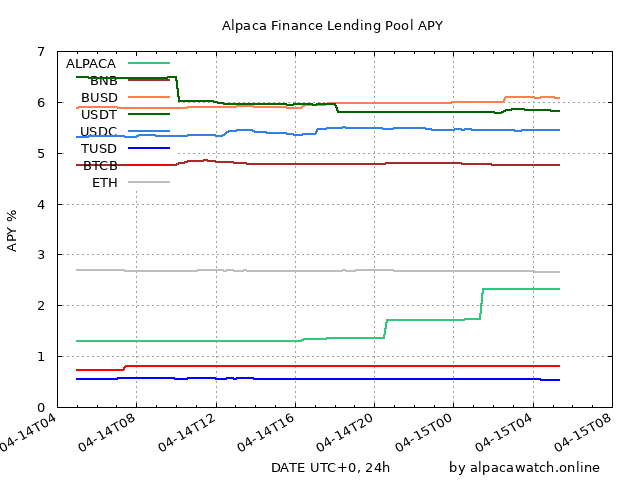 Alpaca Finance Lending Pool APY
7
6
5
4
3
2
1
0
APY %
ALPACA
BNB
BUSD
USDT
USDC
TUSD
BTCB
ETH
04-14T04
04-14T08
04-14T12
04-14T16
04-14T20
04-15T00
04-15T04
04-15T08
DATE UTC+0, 24h
by alpacawatch.online